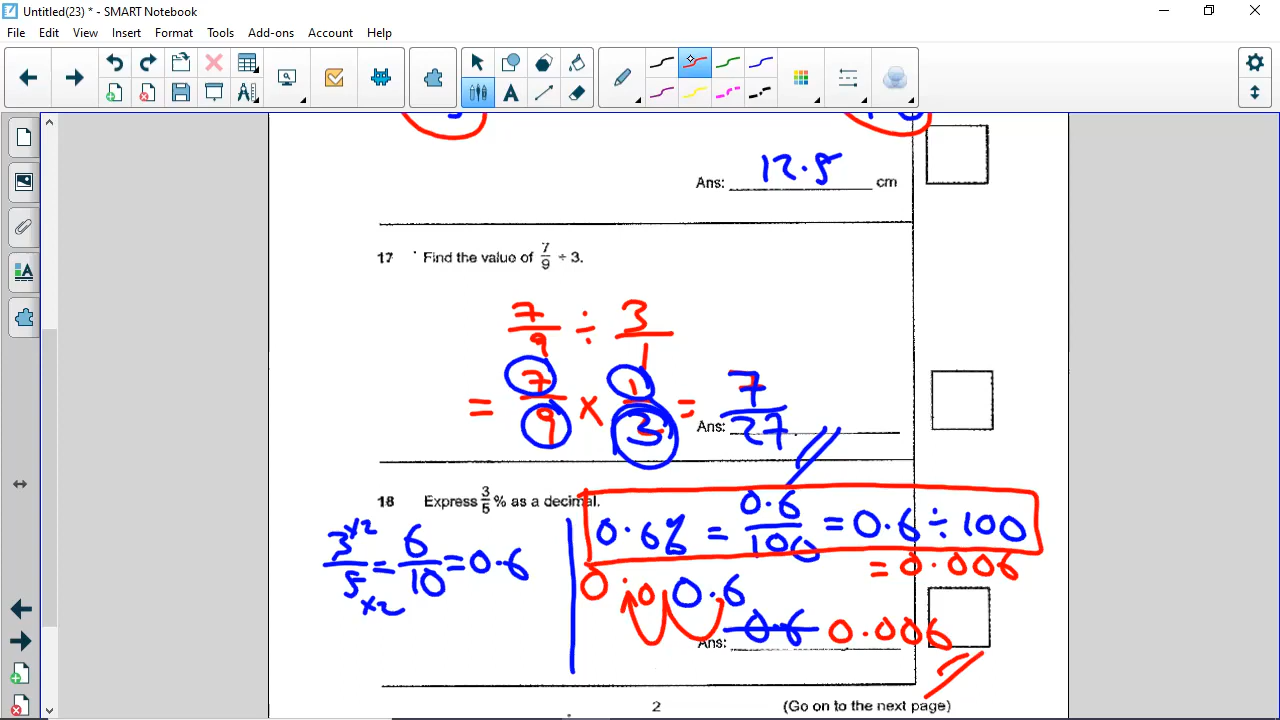 Untitled(23) * - SMART Notebook
File Edit View Insert Format Tools Add-ons Account Help
Ans: 12.5 cm
17 Find the value of 7/9 ÷ 3.
7/9 ÷ 3/1
= 7/9 × 1/3 = 7/27
Ans:
18 Express 3/5 % as a decimal.
3/5 = 6/10 = 0.6
×2
×2
0.6% = 0.6/100 = 0.6 ÷ 100
= 0.006
0.00.6
Ans: 0.6 0.006
2 (Go on to the next page)